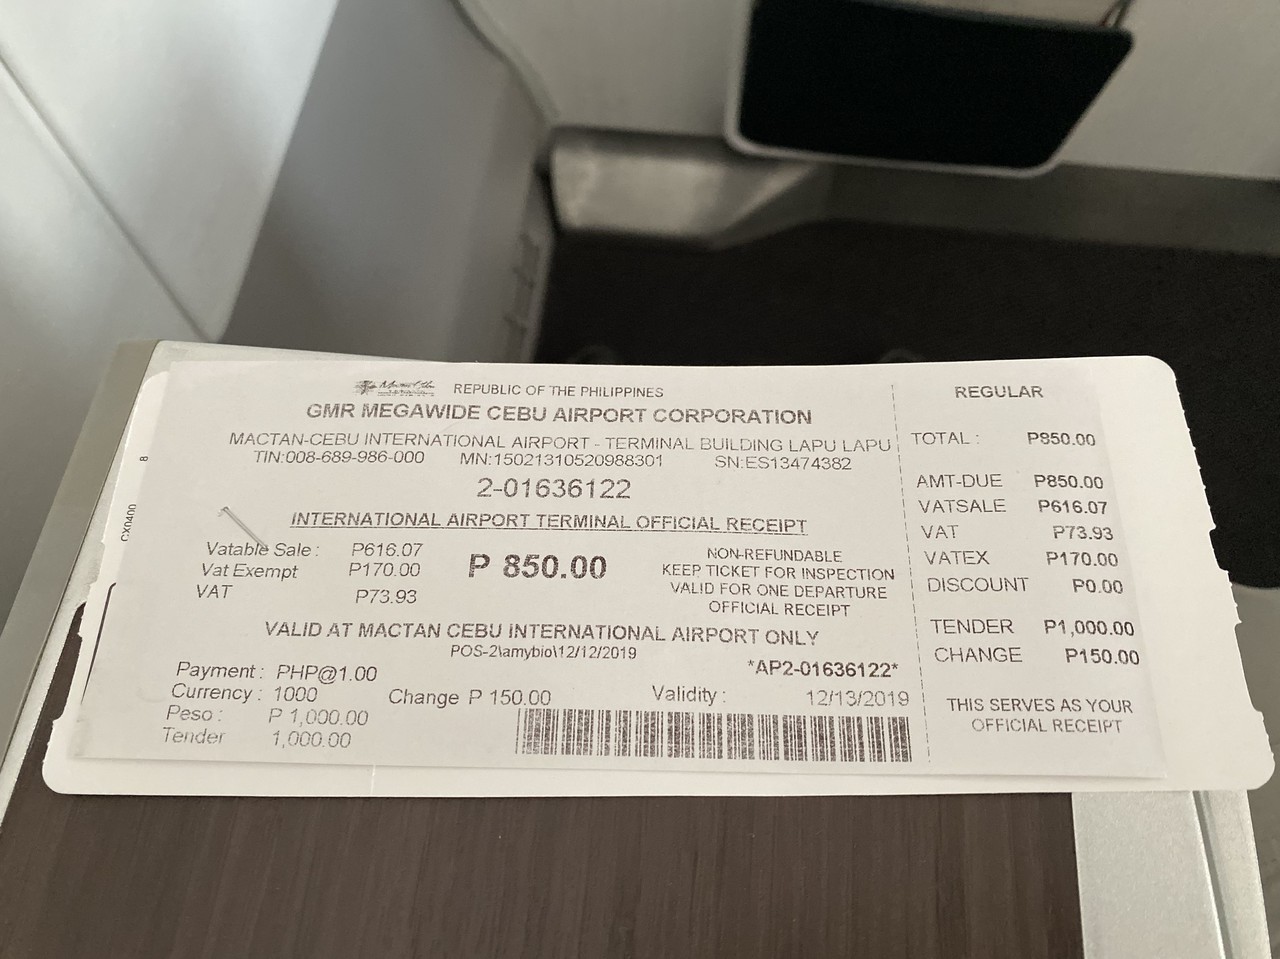 REPUBLIC OF THE PHILIPPINES
GMR MEGAWIDE CEBU AIRPORT CORPORATION
MACTAN-CEBU INTERNATIONAL AIRPORT - TERMINAL BUILDING LAPU LAPU
TIN:008-689-986-000 MN:15021310520988301 SN:ES13474382
2-01636122
INTERNATIONAL AIRPORT TERMINAL OFFICIAL RECEIPT
Vatable Sale : P616.07
Vat Exempt P170.00
VAT P73.93
P 850.00
NON-REFUNDABLE
KEEP TICKET FOR INSPECTION
VALID FOR ONE DEPARTURE
OFFICIAL RECEIPT
VALID AT MACTAN CEBU INTERNATIONAL AIRPORT ONLY
POS-2\amybio\12/12/2019
*AP2-01636122*
Payment : PHP@1.00
Currency : 1000 Change P 150.00 Validity : 12/13/2019
Peso : P 1,000.00
Tender 1,000.00
REGULAR
TOTAL : P850.00
AMT-DUE P850.00
VATSALE P616.07
VAT P73.93
VATEX P170.00
DISCOUNT P0.00
TENDER P1,000.00
CHANGE P150.00
THIS SERVES AS YOUR
OFFICIAL RECEIPT
8
CX0400